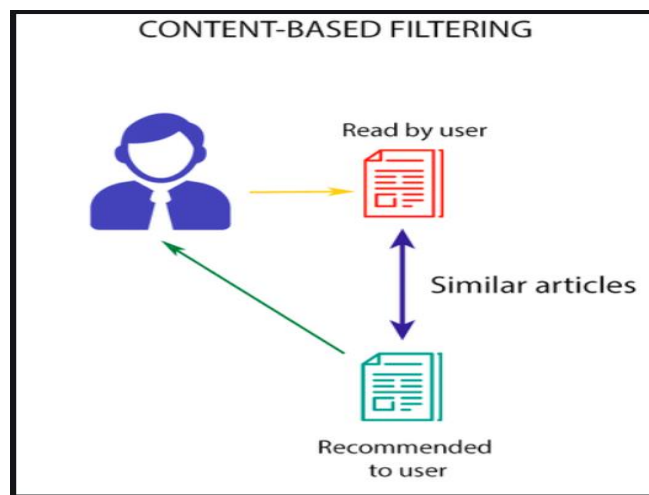 CONTENT-BASED FILTERING
Read by user
Similar articles
Recommended
to user